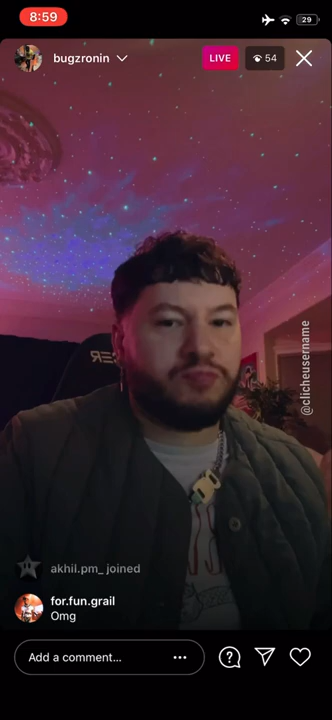 8:59
29
bugzronin
LIVE
54
@clicheusername
akhil.pm_ joined
for.fun.grail
Omg
Add a comment...